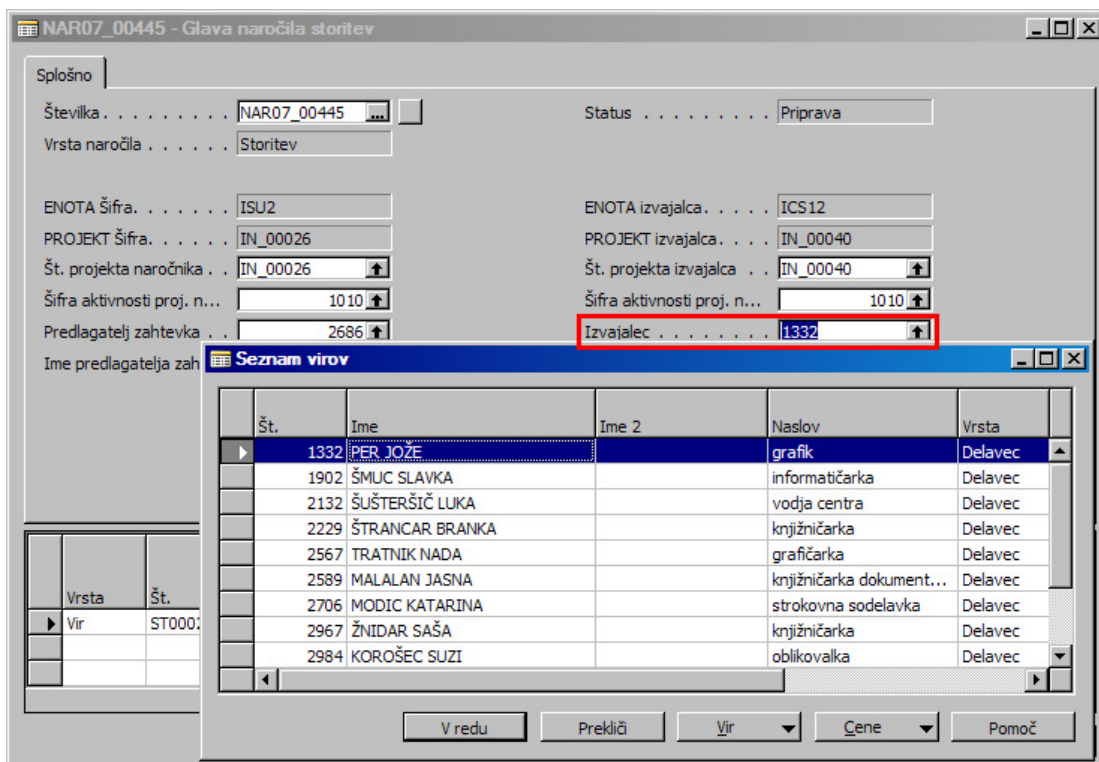 NAR07_00445 - Glava naročila storitev
Splošno
Številka. . . . . . . . . NAR07_00445 ... Status . . . . . . . . . Priprava
Vrsta naročila . . . . . . Storitev
ENOTA Šifra. . . . . . . ISU2 ENOTA izvajalca. . . . . ICS12
PROJEKT Šifra. . . . . . IN_00026 PROJEKT izvajalca. . . . IN_00040
Št. projekta naročnika . . IN_00026 Št. projekta izvajalca . . IN_00040
Šifra aktivnosti proj. n... 1010 Šifra aktivnosti proj. n... 1010
Predlagatelj zahtevka . . 2686 Izvajalec . . . . . . . . 1332
Ime predlagatelja zah
Seznam virov
Št. Ime Ime 2 Naslov Vrsta
1332 PER JOŽE grafik Delavec
1902 ŠMUC SLAVKA informatičarka Delavec
2132 ŠUŠTERŠIČ LUKA vodja centra Delavec
2229 ŠTRANCAR BRANKA knjižničarka Delavec
2567 TRATNIK NADA grafičarka Delavec
2589 MALALAN JASNA knjižničarka dokument... Delavec
2706 MODIC KATARINA strokovna sodelavka Delavec
2967 ŽNIDAR SAŠA knjižničarka Delavec
2984 KOROŠEC SUZI oblikovalka Delavec
V redu Prekliči Vir Cene Pomoč
Vrsta Št.
Vir ST0002